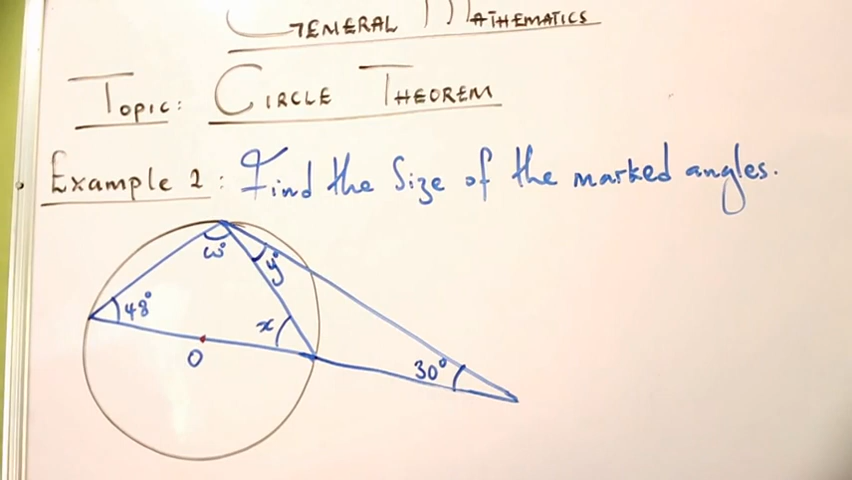 GENERAL MATHEMATICS
Topic: CIRCLE THEOREM
Example 2: Find the Size of the marked angles.
w°
y°
48°
x
O
30°